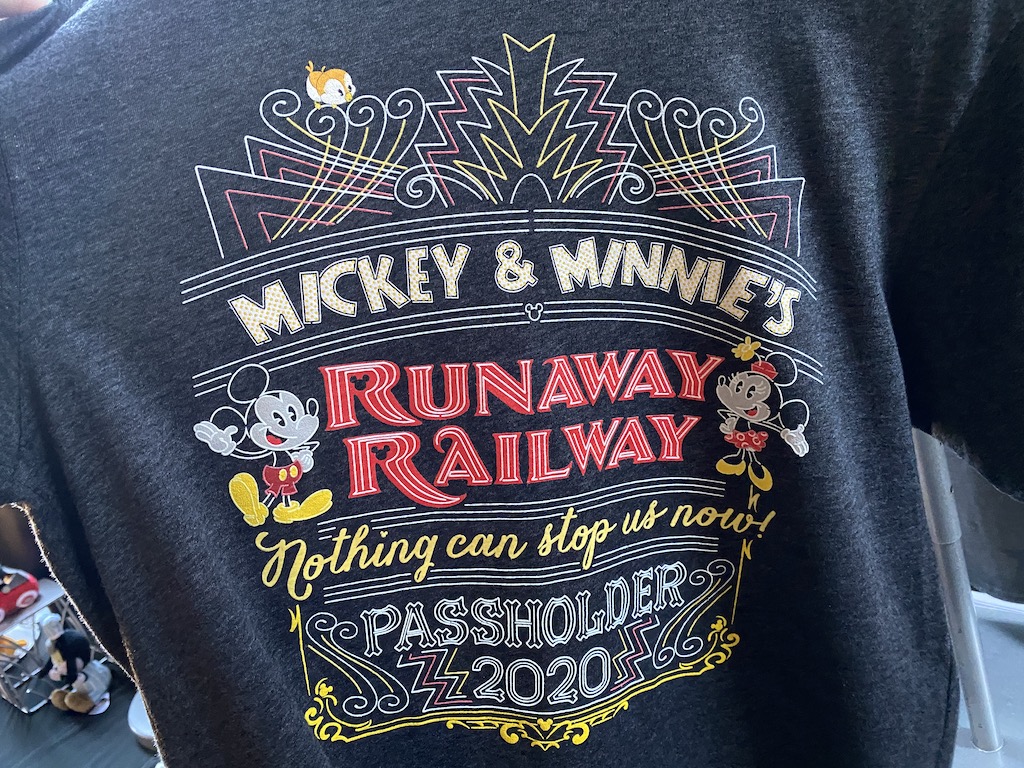 MICKEY & MINNIE'S
RUNAWAY
RAILWAY
Nothing can stop us now!
PASSHOLDER
2020